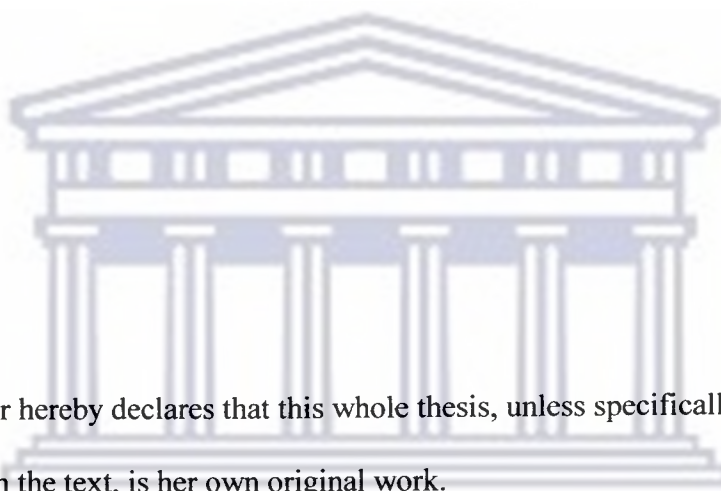 r hereby declares that this whole thesis, unless specificall
n the text, is her own original work.